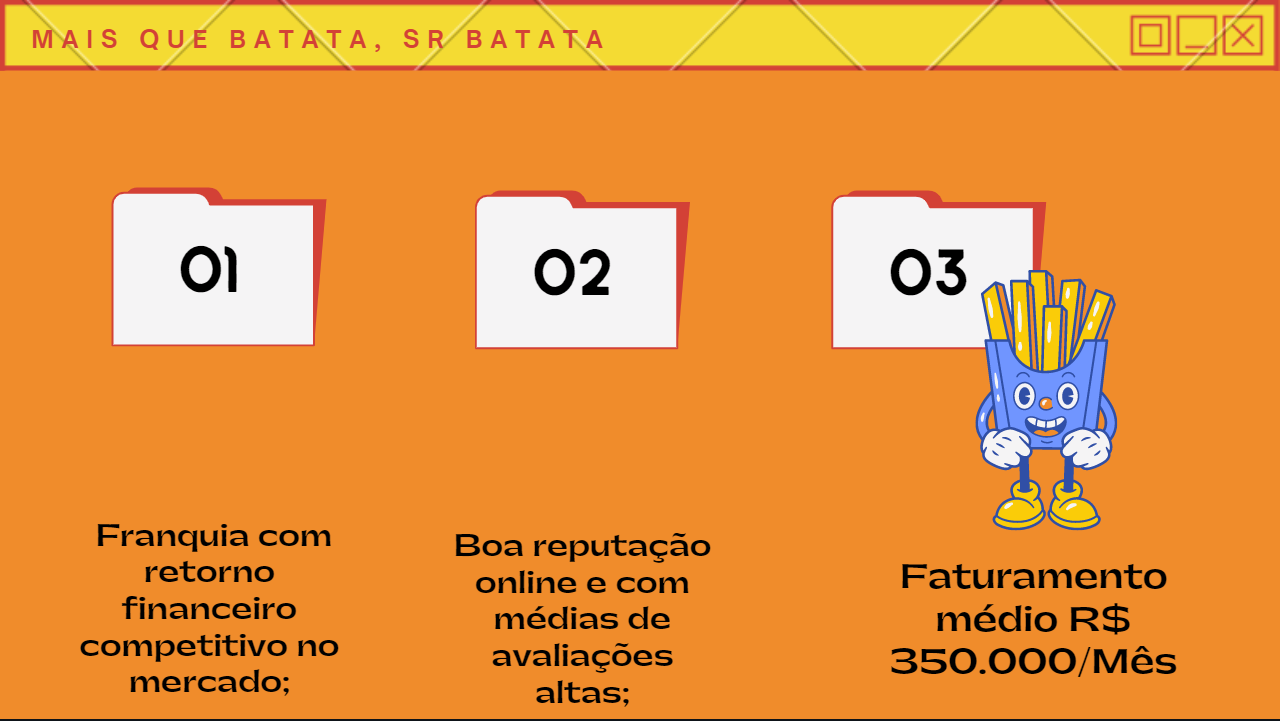 MAIS QUE BATATA, SR BATATA
01
02
03
Franquia com
retorno
financeiro
competitivo no
mercado;
Boa reputação
online e com
médias de
avaliações
altas;
Faturamento
médio R$
350.000/Mês